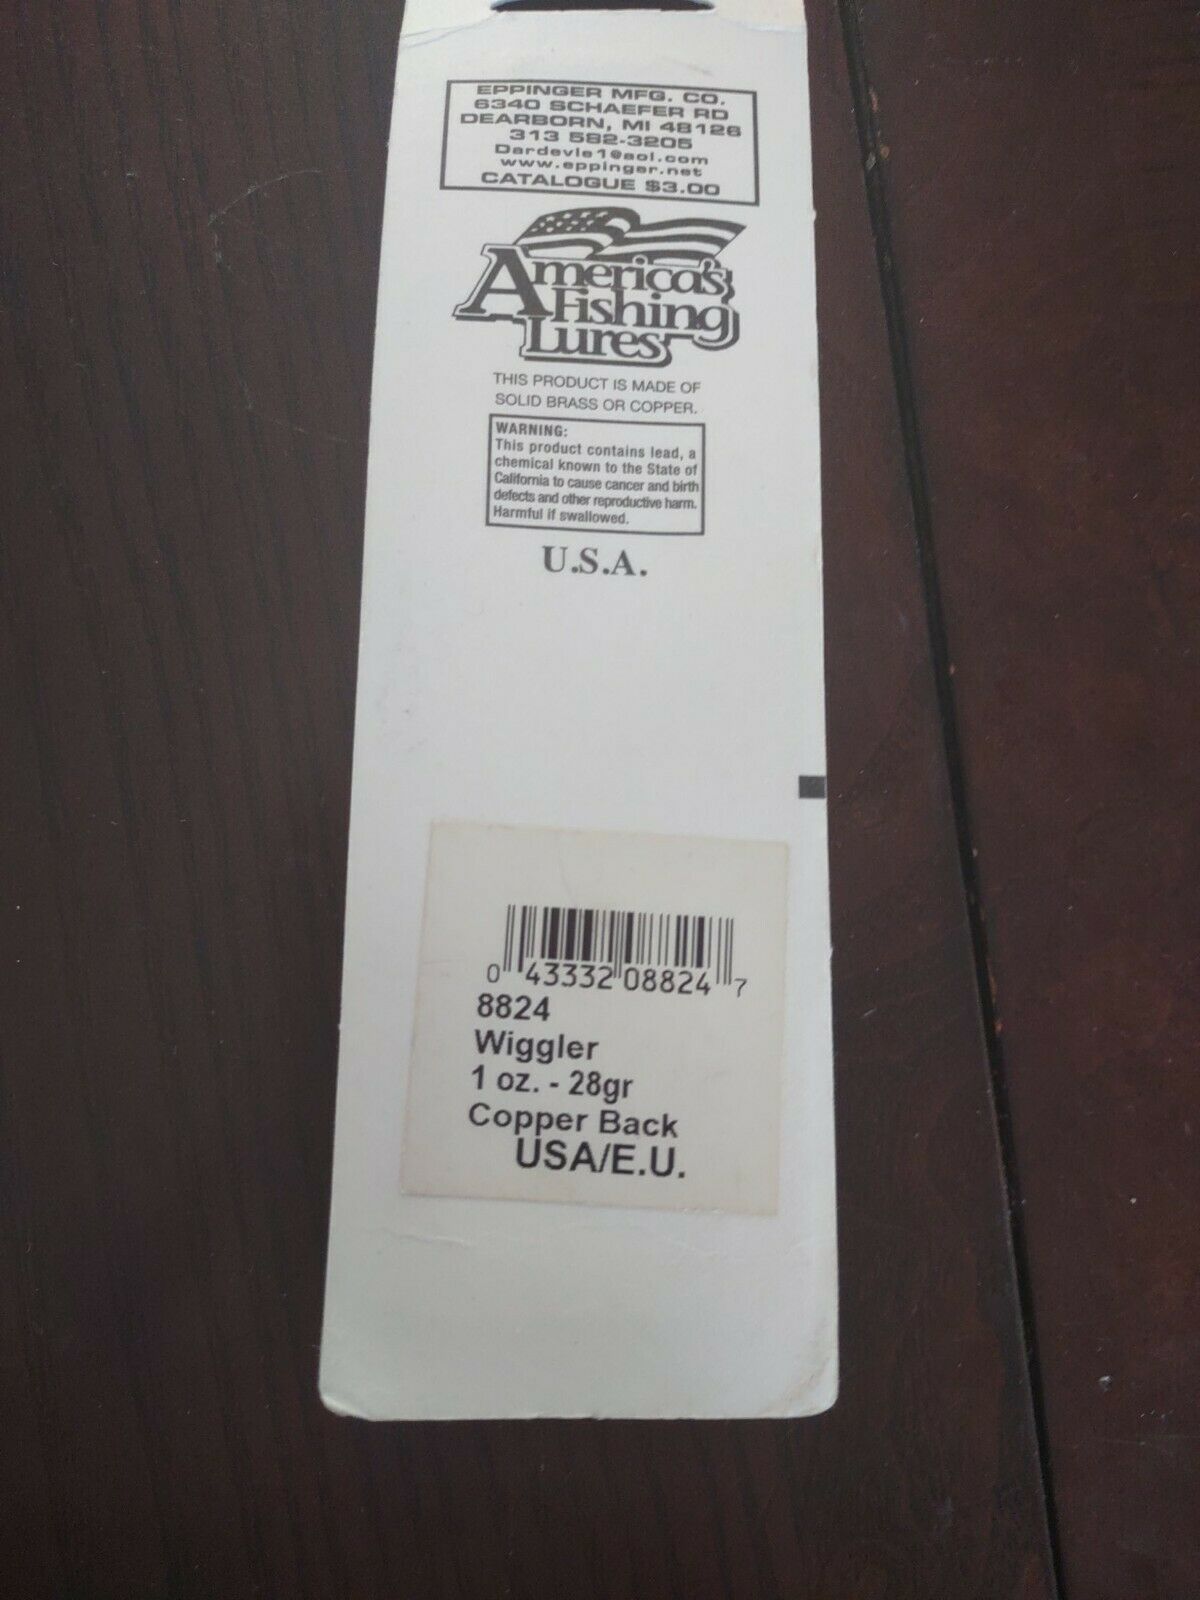 EPPINGER MFG. CO.
6340 SCHAEFER RD
DEARBORN, MI 48126
313 582-3205
Dardevle1@aol.com
www.eppinger.net
CATALOGUE $3.00
America's
Fishing
Lures
THIS PRODUCT IS MADE OF
SOLID BRASS OR COPPER.
WARNING:
This product contains lead, a
chemical known to the State of
California to cause cancer and birth
defects and other reproductive harm.
Harmful if swallowed.
U.S.A.
0 43332 08824 7
8824
Wiggler
1 oz. - 28gr
Copper Back
USA/E.U.